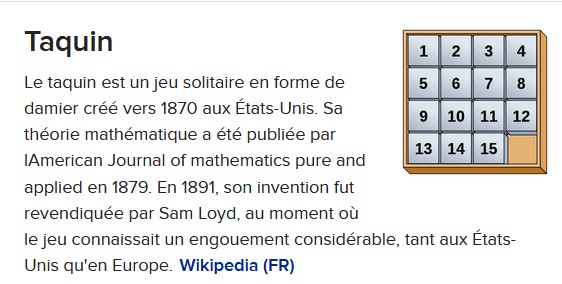 Taquin
Le taquin est un jeu solitaire en forme de
damier créé vers 1870 aux États-Unis. Sa
théorie mathématique a été publiée par
lAmerican Journal of mathematics pure and
applied en 1879. En 1891, son invention fut
revendiquée par Sam Loyd, au moment où
le jeu connaissait un engouement considérable, tant aux États-
Unis qu'en Europe. Wikipedia (FR)
1 2 3 4
5 6 7 8
9 10 11 12
13 14 15